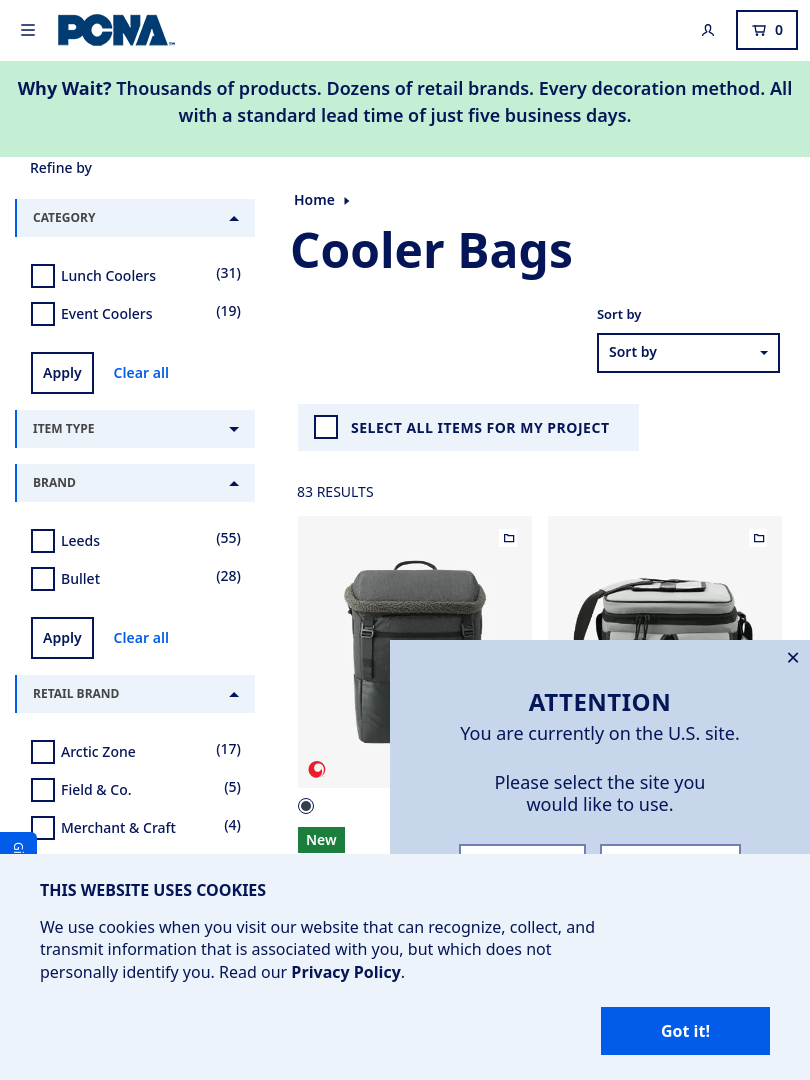 PCNA™
0
Why Wait? Thousands of products. Dozens of retail brands. Every decoration method. All
with a standard lead time of just five business days.
Refine by
CATEGORY
Lunch Coolers (31)
Event Coolers (19)
Apply Clear all
ITEM TYPE
BRAND
Leeds (55)
Bullet (28)
Apply Clear all
RETAIL BRAND
Arctic Zone (17)
Field & Co. (5)
Merchant & Craft (4)
Home
Cooler Bags
Sort by
Sort by
SELECT ALL ITEMS FOR MY PROJECT
83 RESULTS
New
ATTENTION
You are currently on the U.S. site.
Please select the site you
would like to use.
THIS WEBSITE USES COOKIES
We use cookies when you visit our website that can recognize, collect, and
transmit information that is associated with you, but which does not
personally identify you. Read our Privacy Policy.
Got it!